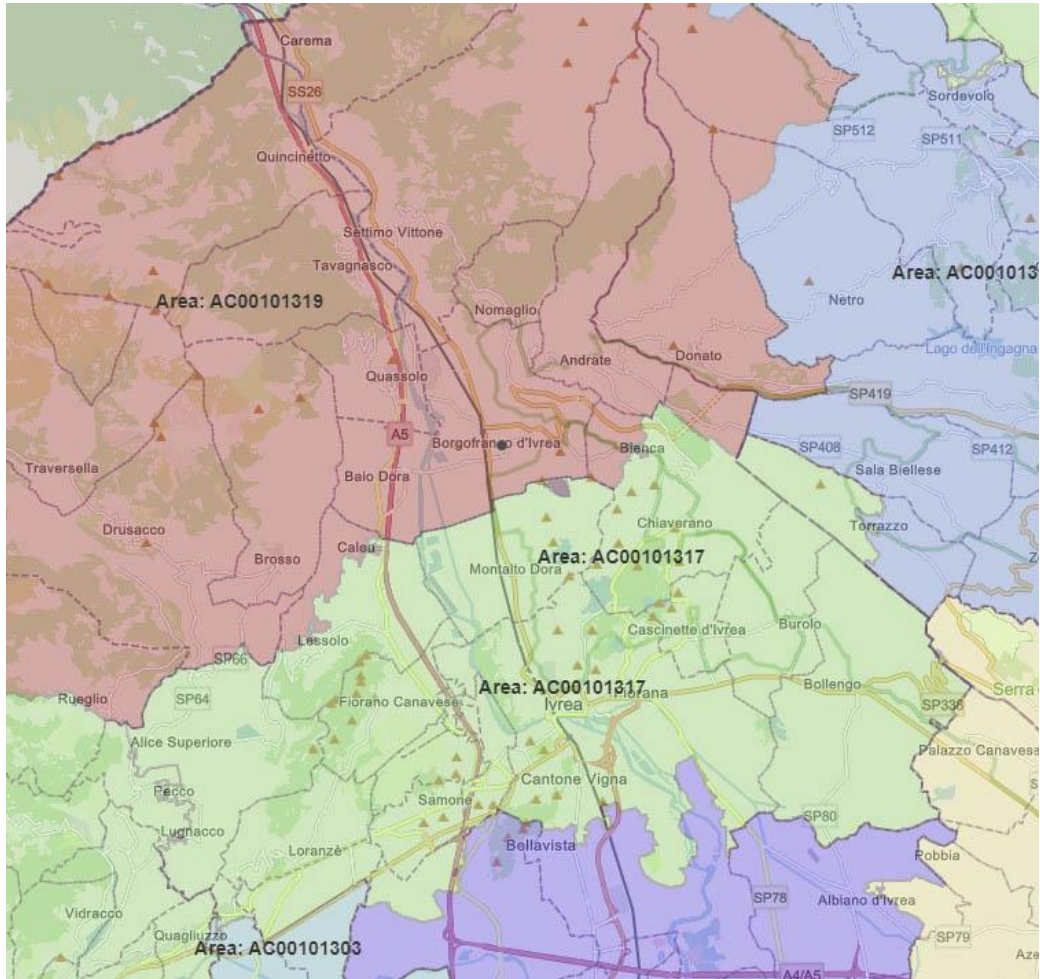 Carema
SS26
Sordevolo
SP512
SP511
Quincinetto
Settimo Vittone
Tavagnasco
Area: AC001013
Area: AC00101319
Netro
Nomaglio
Lago dell'Ingagna
Andrate
Donato
Quassolo
SP419
A5
Borgofranco d'Ivrea
Bienca
SP408
SP412
Traversella
Baio Dora
Sala Biellese
Drusacco
Chiaverano
Torrazzo
Brosso
Calea
Area: AC00101317
Montalto Dora
Lessolo
Cascinette d'Ivrea
Burolo
SP66
Rueglio
SP64
Area: AC00101317
Fiorana
Bollengo
Serra
Fiorano Canavese
Ivrea
SP338
Alice Superiore
Palazzo Canavese
Pecco
Cantone Vigna
Samone
Lugnacco
SP80
Loranzè
Bellavista
Pobbia
Vidracco
SP78
Albiano d'Ivrea
Quagliuzzo
SP79
Area: AC00101303
Aze
A4/A5